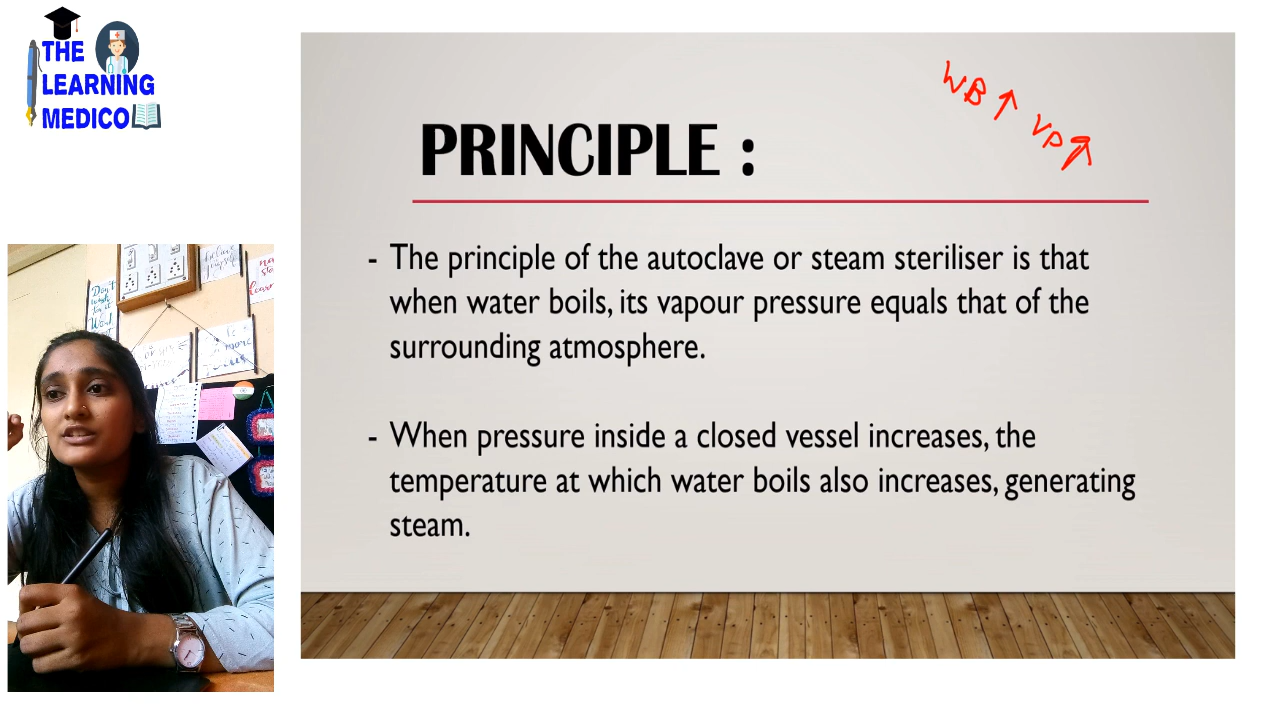 THE
LEARNING
MEDICO
WB ↑ VP ↑
PRINCIPLE :
- The principle of the autoclave or steam steriliser is that
when water boils, its vapour pressure equals that of the
surrounding atmosphere.
- When pressure inside a closed vessel increases, the
temperature at which water boils also increases, generating
steam.
Don't